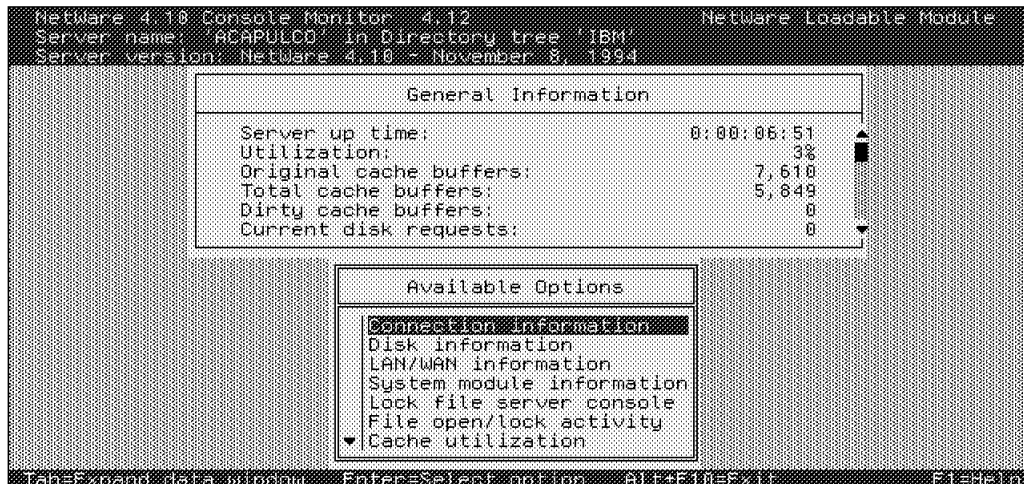 NetWare 4.10 Console Monitor 4.12 NetWare Loadable Module
Server name: 'ACAPULCO' in Directory tree 'IBM'
Server version: NetWare 4.10 - November 8, 1994
General Information
Server up time: 0:00:06:51
Utilization: 3%
Original cache buffers: 7,610
Total cache buffers: 5,849
Dirty cache buffers: 0
Current disk requests: 0
Available Options
Connection information
Disk information
LAN/WAN information
System module information
Lock file server console
File open/lock activity
Cache utilization
Tab=Expand data window Enter=Select option Alt+F10=Exit F1=Help